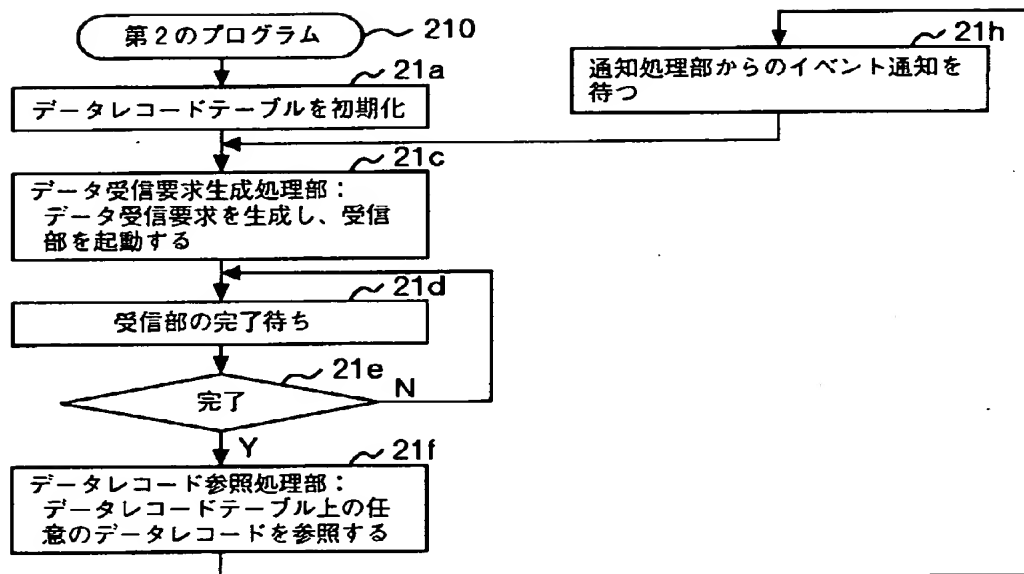 第2のプログラム 210
21a
データレコードテーブルを初期化
21c
データ受信要求生成処理部:
データ受信要求を生成し、受信
部を起動する
21d
受信部の完了待ち
21e
完了
N
Y
21f
データレコード参照処理部:
データレコードテーブル上の任
意のデータレコードを参照する
21h
通知処理部からのイベント通知を
待つ